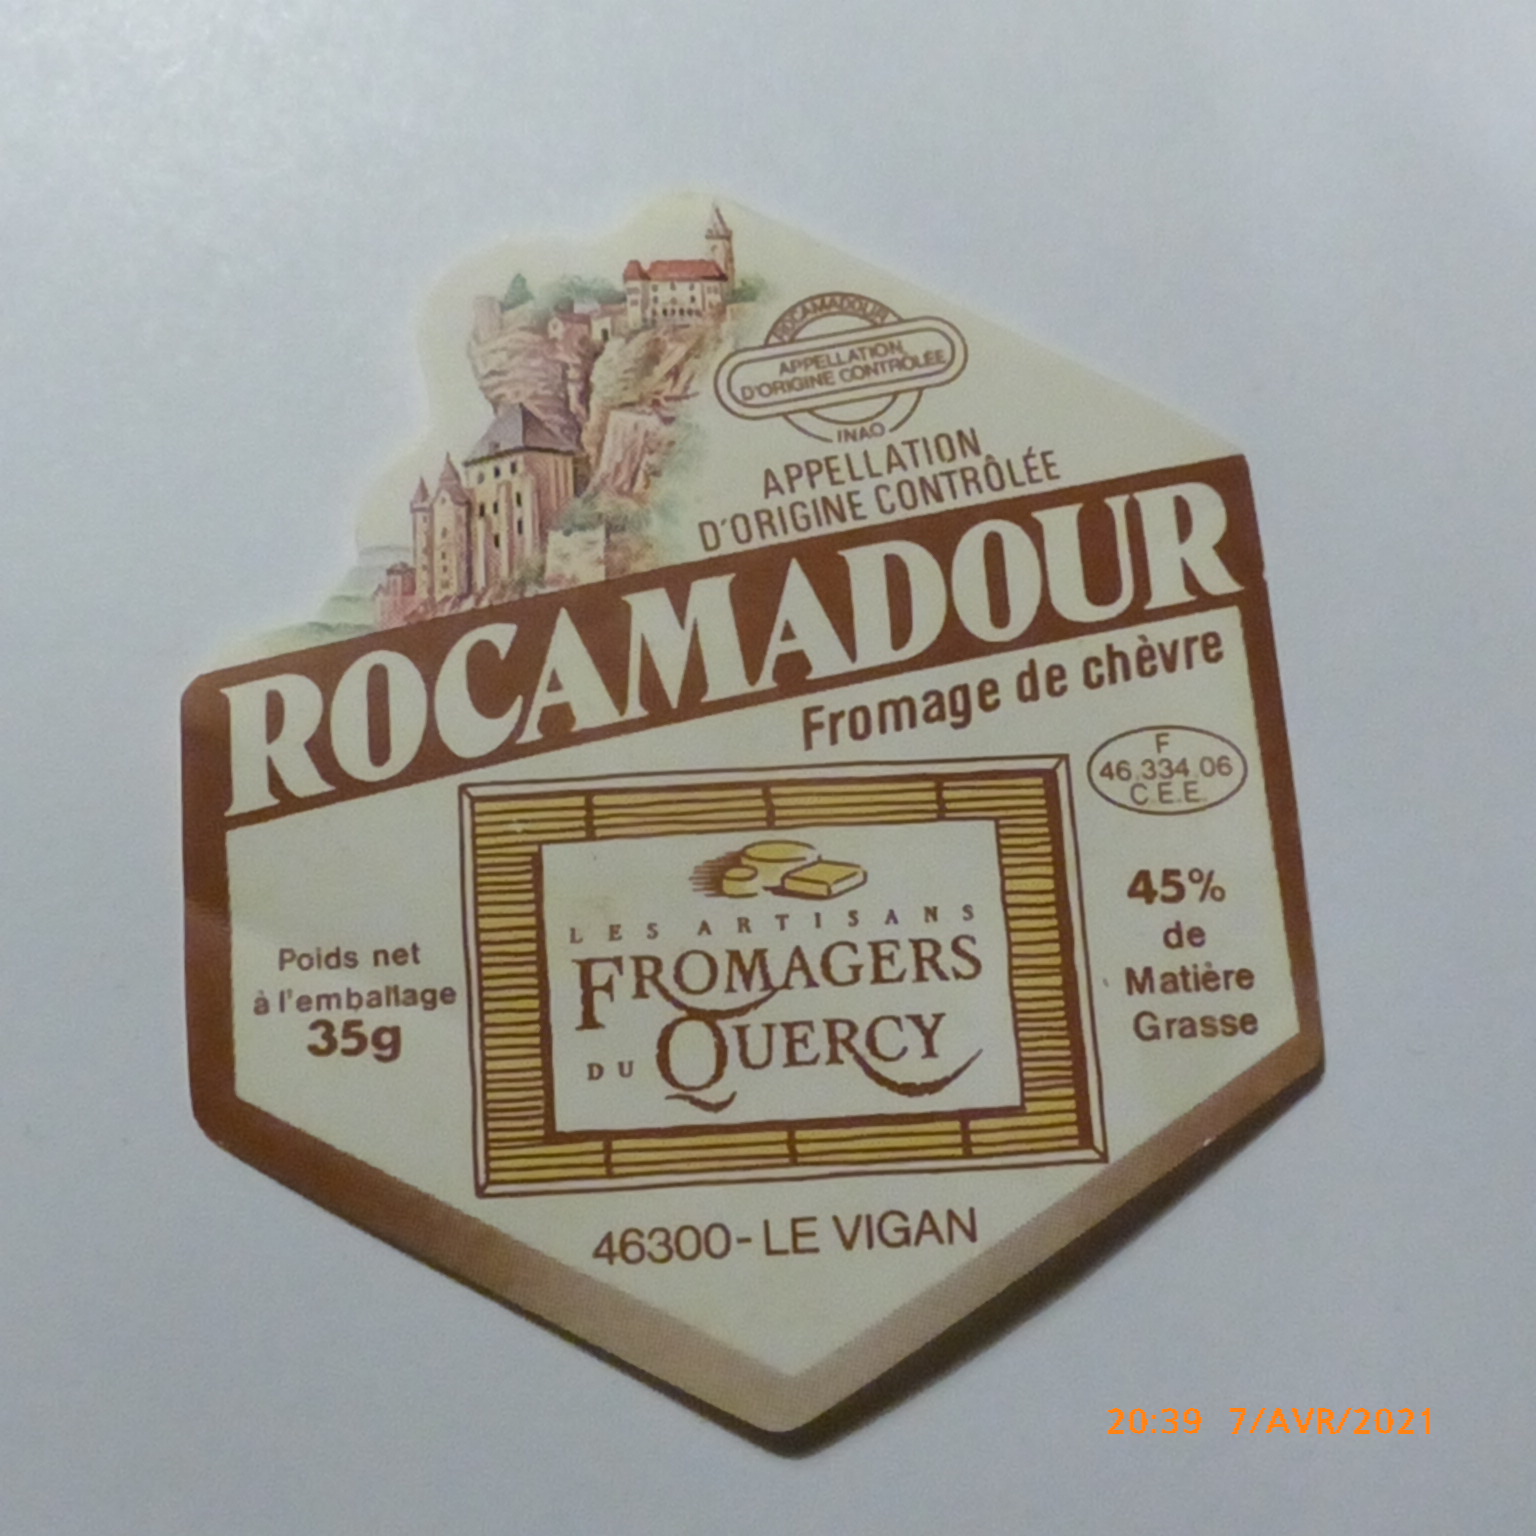 ROCAMADOUR
APPELLATION
D'ORIGINE CONTRÔLÉE
INAO
APPELLATION
D'ORIGINE CONTRÔLÉE
ROCAMADOUR
Fromage de chèvre
F
46.334.06
C.E.E.
45%
de
Matière
Grasse
Poids net
à l'emballage
35g
LES ARTISANS
FROMAGERS
DU QUERCY
46300-LE VIGAN
20:39 7/AVR/2021